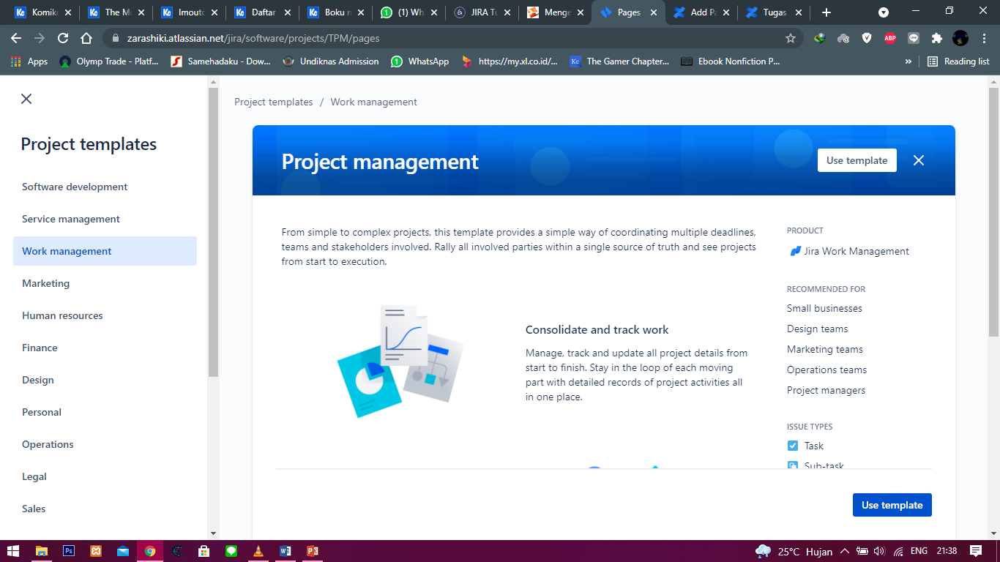 Komik
The Mo
Imouto
Daftar
Boku n
(1) Wh
JIRA Tu
Menge
Pages
Add Pa
Tugas
zarashiki.atlassian.net/jira/software/projects/TPM/pages
Apps
Olymp Trade - Platf...
Samehadaku - Dow...
Undiknas Admission
WhatsApp
https://my.xl.co.id/...
The Gamer Chapter...
Ebook Nonfiction P...
»
Reading list
Project templates
Software development
Service management
Work management
Marketing
Human resources
Finance
Design
Personal
Operations
Legal
Sales
Project templates / Work management
Project management
Use template
From simple to complex projects, this template provides a simple way of coordinating multiple deadlines,
teams and stakeholders involved. Rally all involved parties within a single source of truth and see projects
from start to execution.
Consolidate and track work
Manage, track and update all project details from
start to finish. Stay in the loop of each moving
part with detailed records of project activities all
in one place.
PRODUCT
Jira Work Management
RECOMMENDED FOR
Small businesses
Design teams
Marketing teams
Operations teams
Project managers
ISSUE TYPES
Task
Sub-task
Use template
25°C Hujan
ENG
21:38